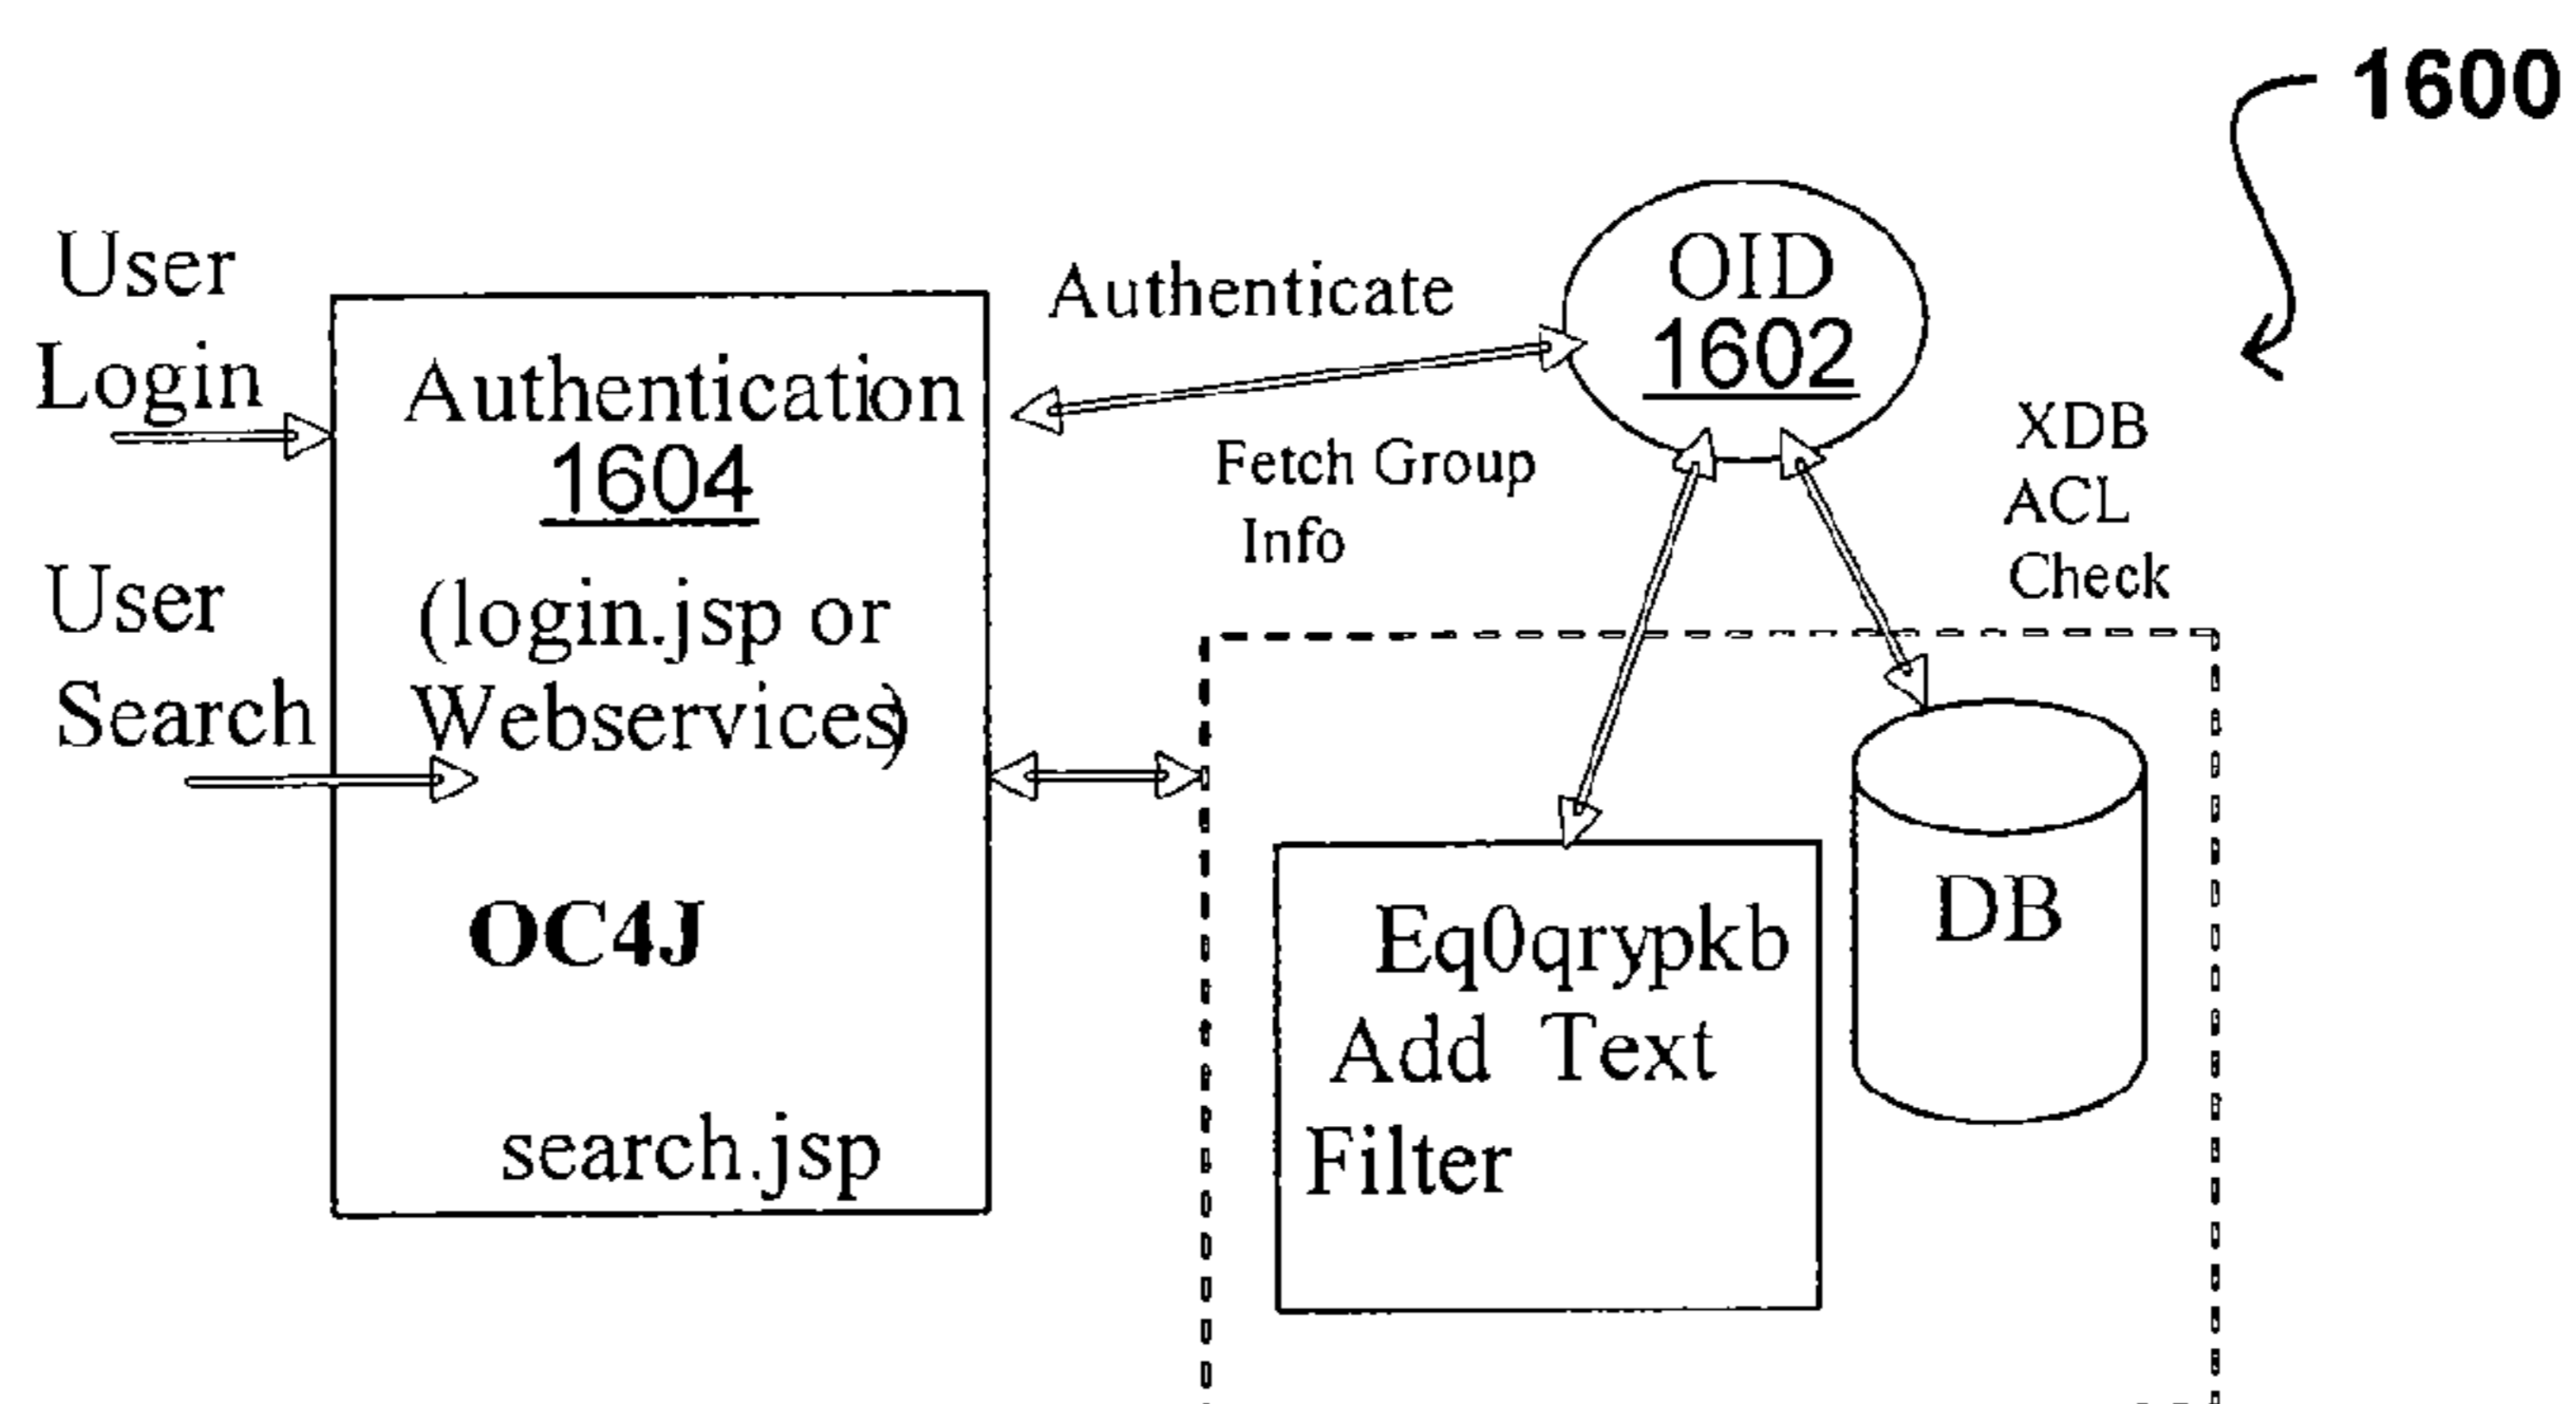 1600
User
Login
User
Search
Authentication
1604
(login.jsp or
Webservices)
OC4J
search.jsp
Authenticate
OID
1602
Fetch Group
Info
XDB
ACL
Check
Eq0qrypkb
Add Text
Filter
DB